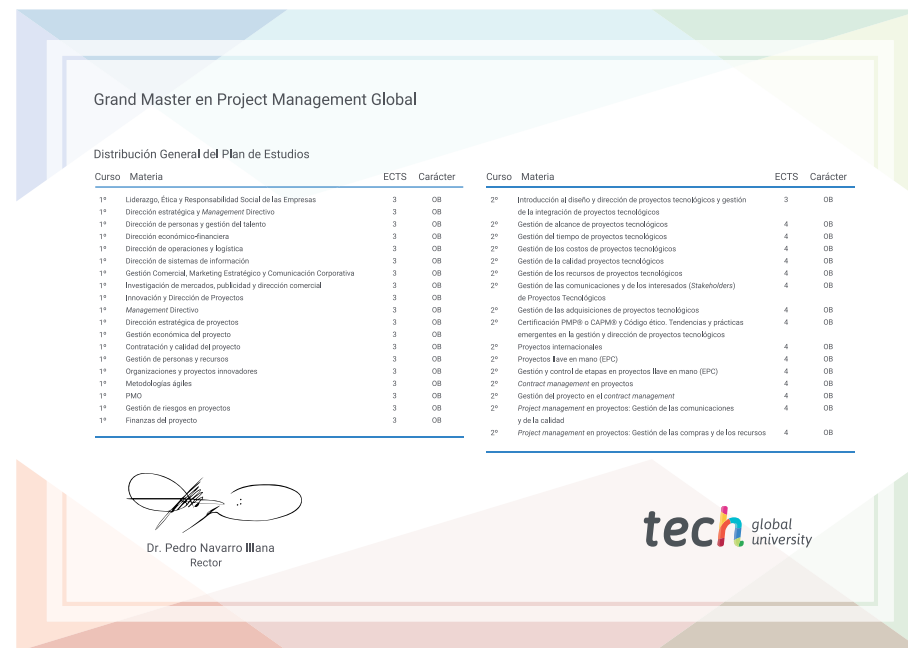 Grand Master en Project Management Global
Distribución General del Plan de Estudios
Curso Materia ECTS Carácter
1º Liderazgo, Ética y Responsabilidad Social de las Empresas 3 OB
1º Dirección estratégica y Management Directivo 3 OB
1º Dirección de personas y gestión del talento 3 OB
1º Dirección económico-financiera 3 OB
1º Dirección de operaciones y logística 3 OB
1º Dirección de sistemas de información 3 OB
1º Gestión Comercial, Marketing Estratégico y Comunicación Corporativa 3 OB
1º Investigación de mercados, publicidad y dirección comercial 3 OB
1º Innovación y Dirección de Proyectos 3 OB
1º Management Directivo 3 OB
1º Dirección estratégica de proyectos 3 OB
1º Gestión económica del proyecto 3 OB
1º Contratación y calidad del proyecto 3 OB
1º Gestión de personas y recursos 3 OB
1º Organizaciones y proyectos innovadores 3 OB
1º Metodologías ágiles 3 OB
1º PMO 3 OB
1º Gestión de riesgos en proyectos 3 OB
1º Finanzas del proyecto 3 OB
Curso Materia ECTS Carácter
2º Introducción al diseño y dirección de proyectos tecnológicos y gestión 3 OB
de la integración de proyectos tecnológicos
2º Gestión de alcance de proyectos tecnológicos 4 OB
2º Gestión del tiempo de proyectos tecnológicos 4 OB
2º Gestión de los costos de proyectos tecnológicos 4 OB
2º Gestión de la calidad proyectos tecnológicos 4 OB
2º Gestión de los recursos de proyectos tecnológicos 4 OB
2º Gestión de las comunicaciones y de los interesados (Stakeholders) 4 OB
de Proyectos Tecnológicos
2º Gestión de las adquisiciones de proyectos tecnológicos 4 OB
2º Certificación PMP® o CAPM® y Código ético. Tendencias y prácticas 4 OB
emergentes en la gestión y dirección de proyectos tecnológicos
2º Proyectos internacionales 4 OB
2º Proyectos llave en mano (EPC) 4 OB
2º Gestión y control de etapas en proyectos llave en mano (EPC) 4 OB
2º Contract management en proyectos 4 OB
2º Gestión del proyecto en el contract management 4 OB
2º Project management en proyectos: Gestión de las comunicaciones 4 OB
y de la calidad
2º Project management en proyectos: Gestión de las compras y de los recursos 4 OB
Dr. Pedro Navarro Illana
Rector
tech global
university